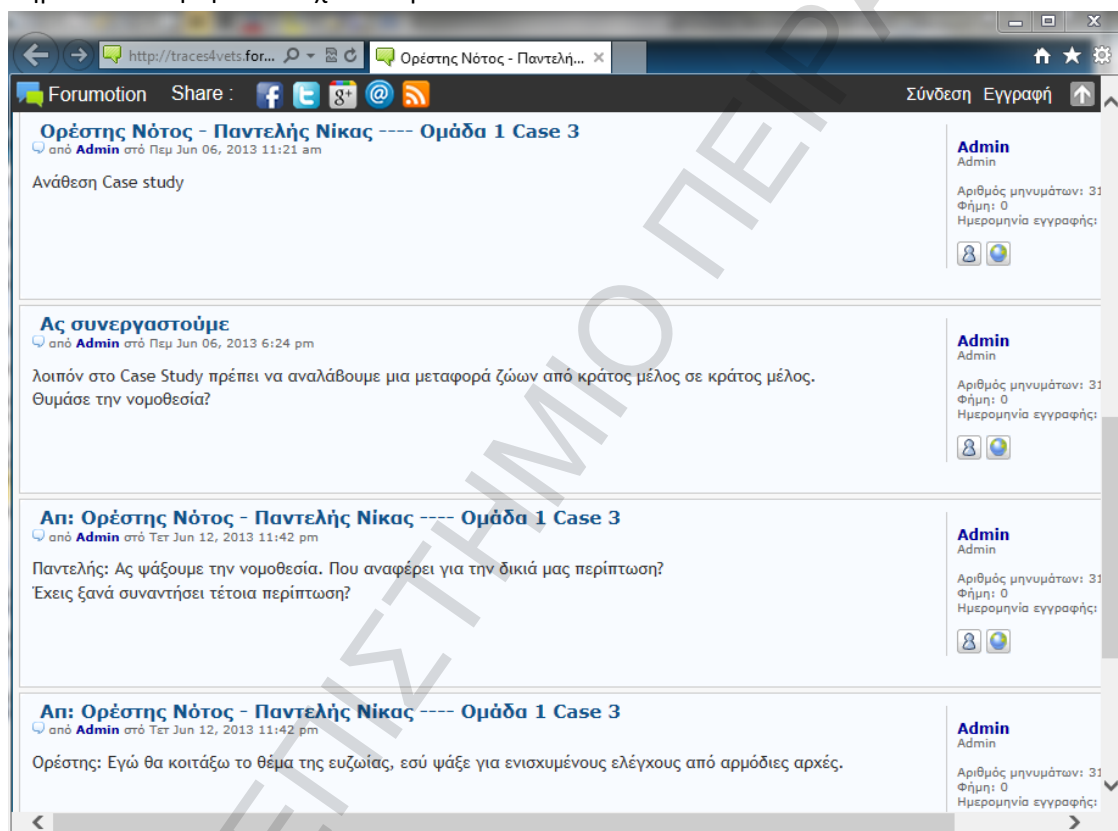 http://traces4vets.for...
Ορέστης Νότος - Παντελή...
Forumotion Share : Σύνδεση Εγγραφή
Ορέστης Νότος - Παντελής Νίκας ---- Ομάδα 1 Case 3
από Admin στό Πεμ Jun 06, 2013 11:21 am
Ανάθεση Case study
Admin
Admin
Αριθμός μηνυμάτων: 31
Φήμη: 0
Ημερομηνία εγγραφής:
Ας συνεργαστούμε
από Admin στό Πεμ Jun 06, 2013 6:24 pm
λοιπόν στο Case Study πρέπει να αναλάβουμε μια μεταφορά ζώων από κράτος μέλος σε κράτος μέλος.
Θυμάσε την νομοθεσία?
Admin
Admin
Αριθμός μηνυμάτων: 31
Φήμη: 0
Ημερομηνία εγγραφής:
Απ: Ορέστης Νότος - Παντελής Νίκας ---- Ομάδα 1 Case 3
από Admin στό Τετ Jun 12, 2013 11:42 pm
Παντελής: Ας ψάξουμε την νομοθεσία. Που αναφέρει για την δικιά μας περίπτωση?
Έχεις ξανά συναντήσει τέτοια περίπτωση?
Admin
Admin
Αριθμός μηνυμάτων: 31
Φήμη: 0
Ημερομηνία εγγραφής:
Απ: Ορέστης Νότος - Παντελής Νίκας ---- Ομάδα 1 Case 3
από Admin στό Τετ Jun 12, 2013 11:42 pm
Ορέστης: Εγώ θα κοιτάξω το θέμα της ευζωίας, εσύ ψάξε για ενισχυμένους ελέγχους από αρμόδιες αρχές.
Admin
Admin
Αριθμός μηνυμάτων: 31
Φήμη: 0
Ημερομηνία εγγραφής: